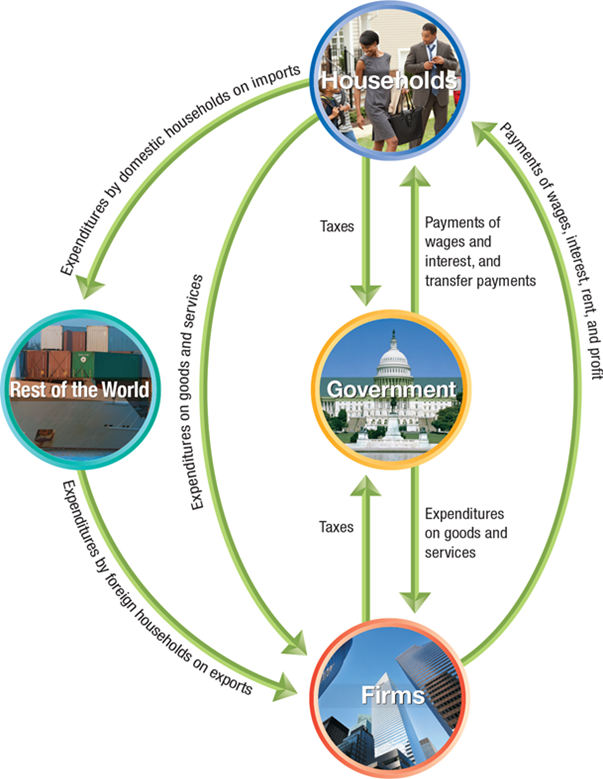 Households
Expenditures by domestic households on imports
Payments of wages, interest, rent, and profit
Taxes
Payments of
wages and
interest, and
transfer payments
Expenditures on goods and services
Rest of the World
Government
Expenditures by foreign households on exports
Taxes
Expenditures
on goods and
services
Firms